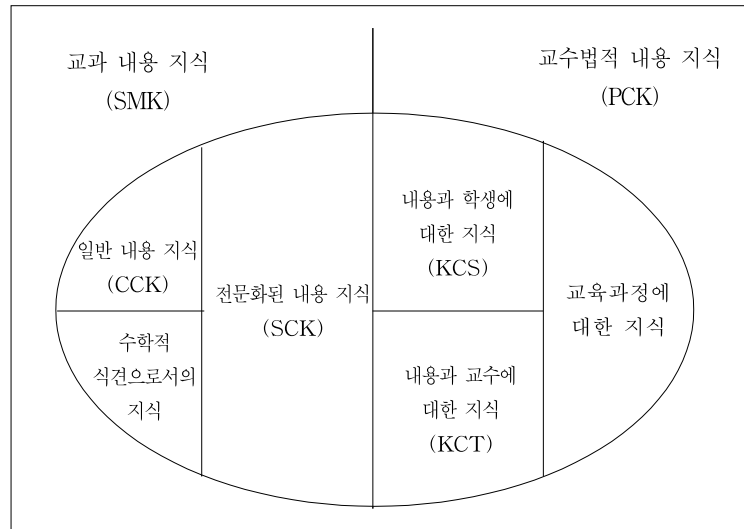 교과 내용 지식
(SMK)
교수법적 내용 지식
(PCK)
일반 내용 지식
(CCK)
수학적
식견으로서의
지식
전문화된 내용 지식
(SCK)
내용과 학생에
대한 지식
(KCS)
내용과 교수에
대한 지식
(KCT)
교육과정에
대한 지식